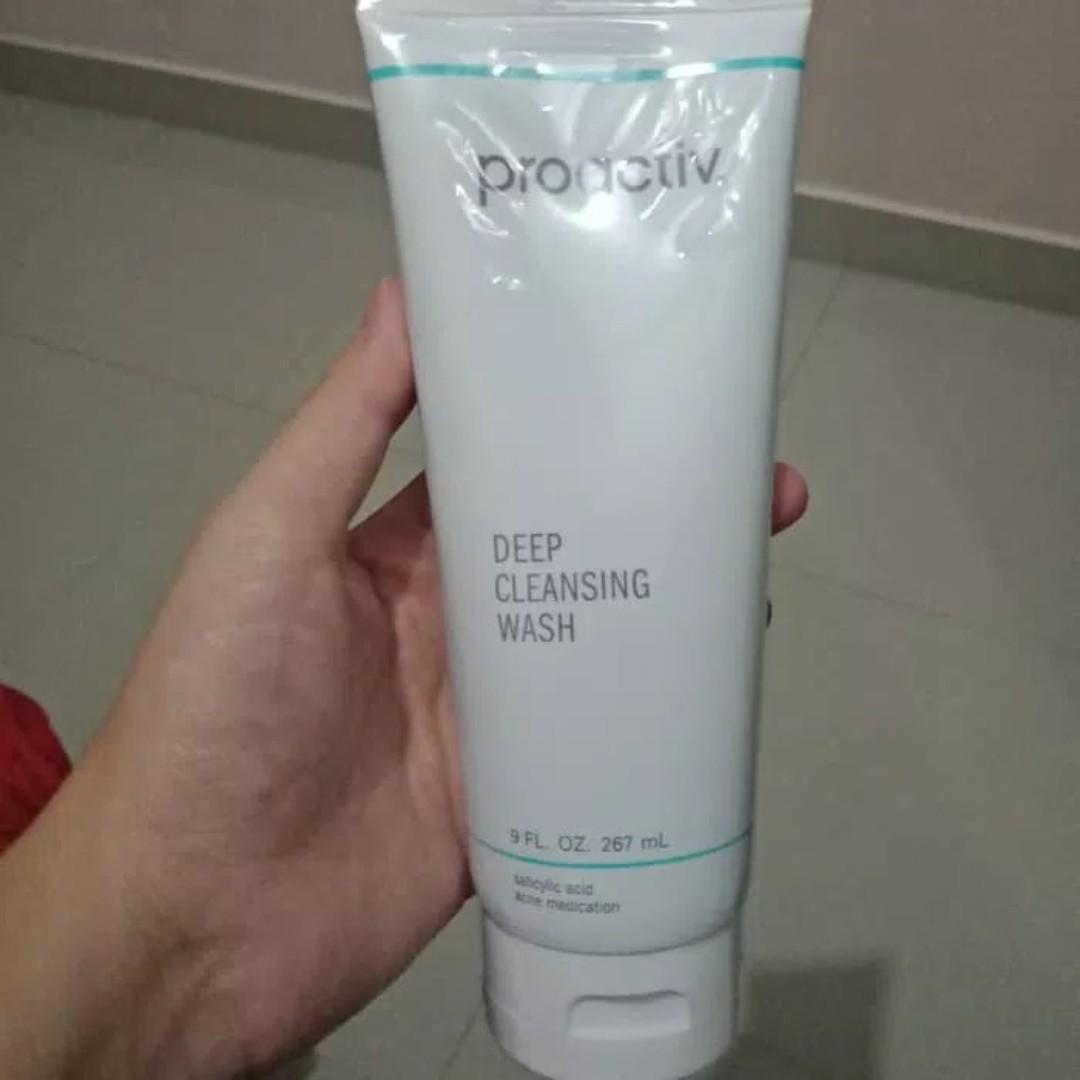 proactiv.
DEEP
CLEANSING
WASH
9 FL. OZ. 267 mL
salicylic acid
acne medication